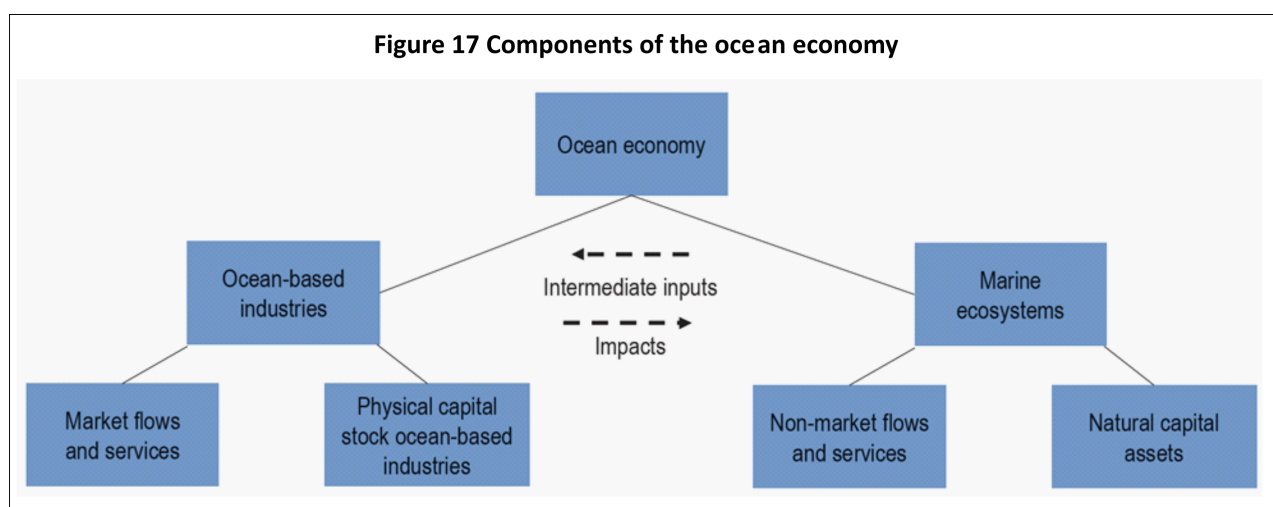 Figure 17 Components of the ocean economy
Ocean economy
Ocean-based
industries
Intermediate inputs
Impacts
Marine
ecosystems
Market flows
and services
Physical capital
stock ocean-based
industries
Non-market flows
and services
Natural capital
assets